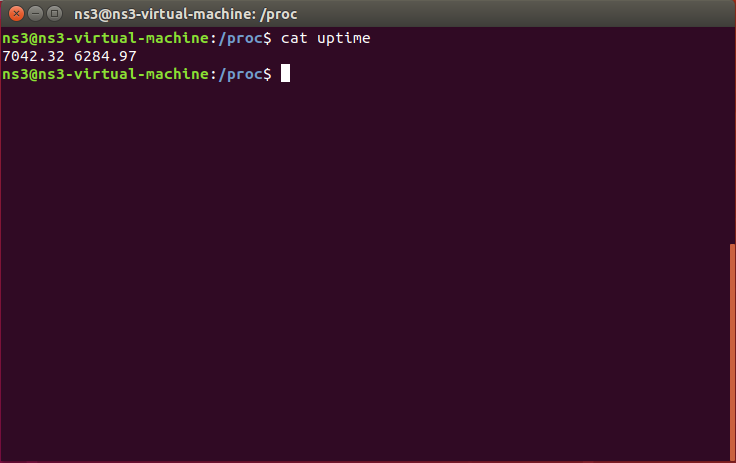 ns3@ns3-virtual-machine: /proc
ns3@ns3-virtual-machine:/proc$ cat uptime
7042.32 6284.97
ns3@ns3-virtual-machine:/proc$